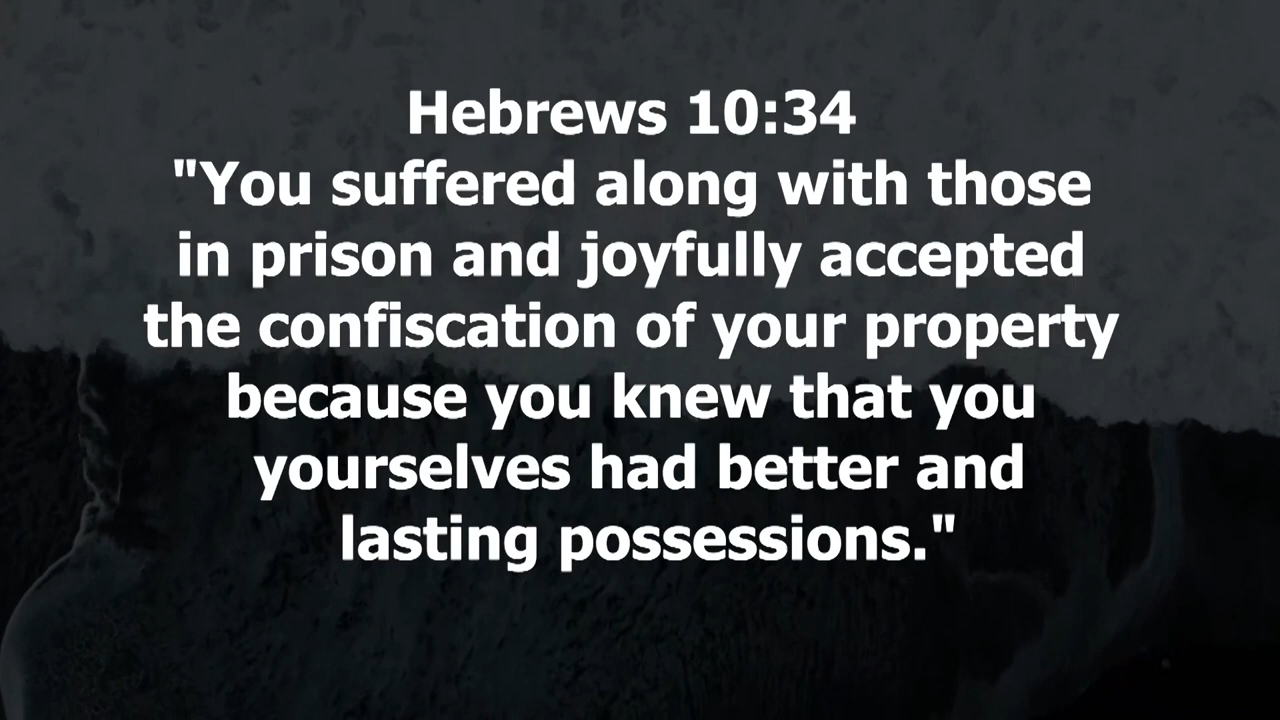 Hebrews 10:34
"You suffered along with those
in prison and joyfully accepted
the confiscation of your property
because you knew that you
yourselves had better and
lasting possessions."